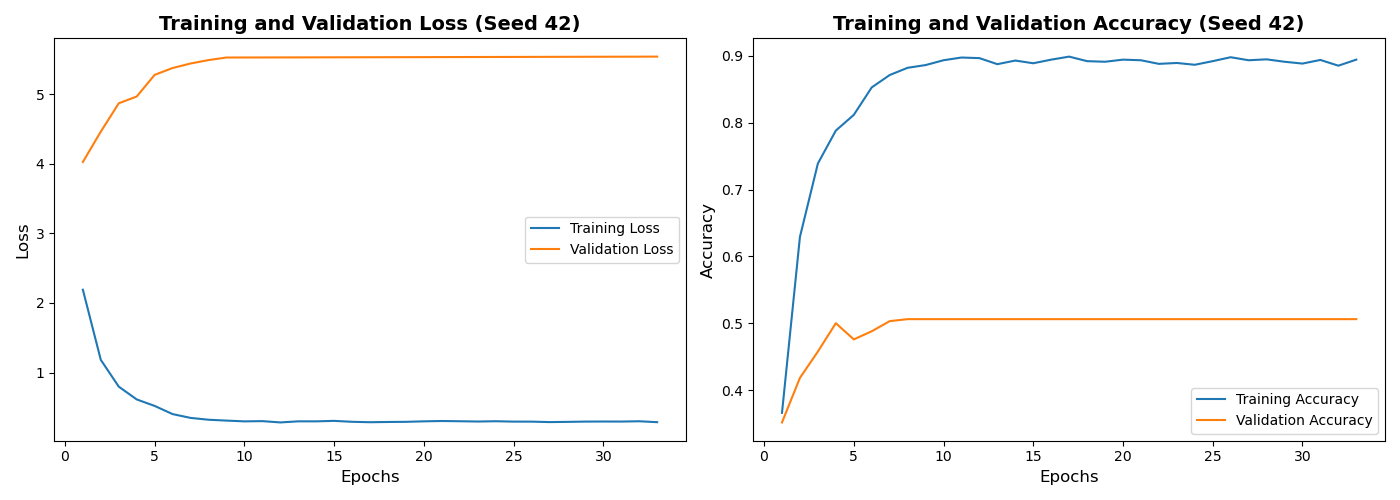 Training and Validation Loss (Seed 42)
Loss
5
4
3
2
1
0 5 10 15 20 25 30
Epochs
Training Loss
Validation Loss
Training and Validation Accuracy (Seed 42)
Accuracy
0.9
0.8
0.7
0.6
0.5
0.4
0 5 10 15 20 25 30
Epochs
Training Accuracy
Validation Accuracy